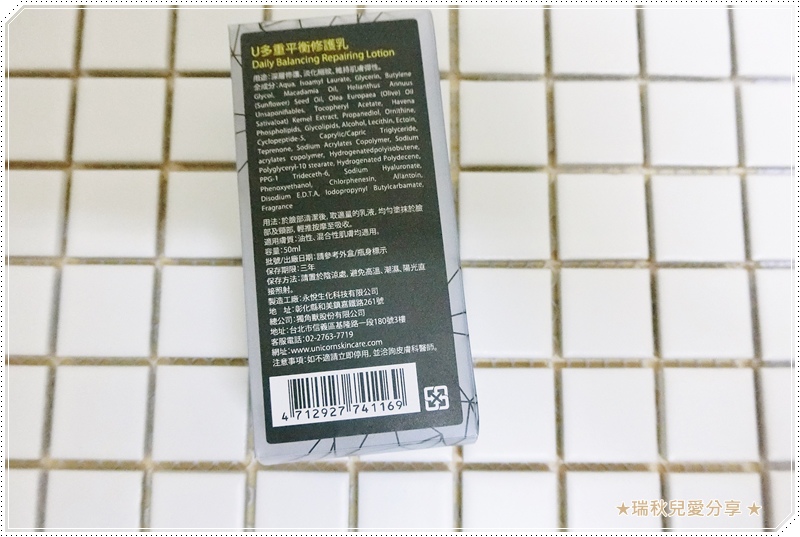 U多重平衡修護乳
Daily Balancing Repairing Lotion
用途：深層修護、淡化細紋、維持肌膚彈性。
全成分：Aqua, Isoamyl Laurate, Glycerin, Butylene
Glycol, Macadamia Oil, Helianthus Annuus
(Sunflower) Seed Oil, Olea Europaea (Olive) Oil
Unsaponifiables, Tocopheryl Acetate, Havena
Sativa(oat) Kernel Extract, Propanediol, Ornithine,
Phospholipids, Glycolipids, Alcohol, Lecithin, Ectoin,
Cyclopeptide-5, Caprylic/Capric Triglyceride,
Teprenone, Sodium Acrylates Copolymer, Sodium
acrylates copolymer, Hydrogenatedpolyisobutene,
Polyglyceryl-10 stearate, Hydrogenated Polydecene,
PPG-1 Trideceth-6, Sodium Hyaluronate,
Phenoxyethanol, Chlorphenesin, Allantoin,
Disodium E.D.T.A, Iodopropynyl Butylcarbamate,
Fragrance
用法：於臉部清潔後，取適量的乳液，均勻塗抹於臉
部及頸部，輕推按摩至吸收。
適用膚質：油性、混合性肌膚均適用。
容量：50ml
批號/出廠日期：請參考外盒/瓶身標示
保存期限：三年
保存方法：請置於陰涼處，避免高溫、潮濕、陽光直
接照射。
製造工廠：永悅生化科技有限公司
地 址：彰化縣和美鎮嘉鐵路261號
總公司：獨角獸股份有限公司
地址：台北市信義區基隆路一段180號3樓
客服電話：02-2763-7719
網址：www.unicornskincare.com
注意事項：如不適請立即停用，並洽詢皮膚科醫師。
4 712927 741169
★瑞秋兒愛分享 ★